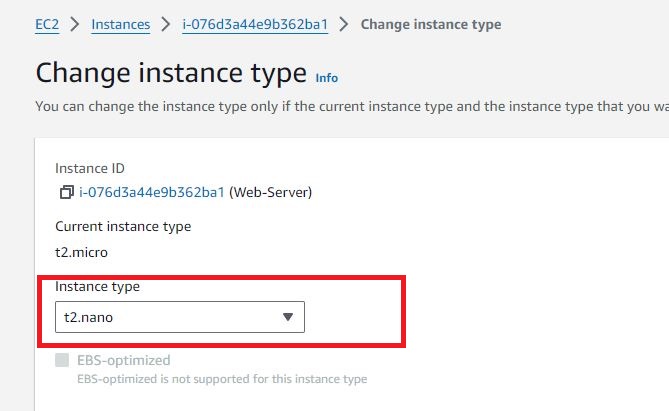 EC2 > Instances > i-076d3a44e9b362ba1 > Change instance type
Change instance type Info
You can change the instance type only if the current instance type and the instance type that you wa
Instance ID
i-076d3a44e9b362ba1 (Web-Server)
Current instance type
t2.micro
Instance type
t2.nano
EBS-optimized
EBS-optimized is not supported for this instance type